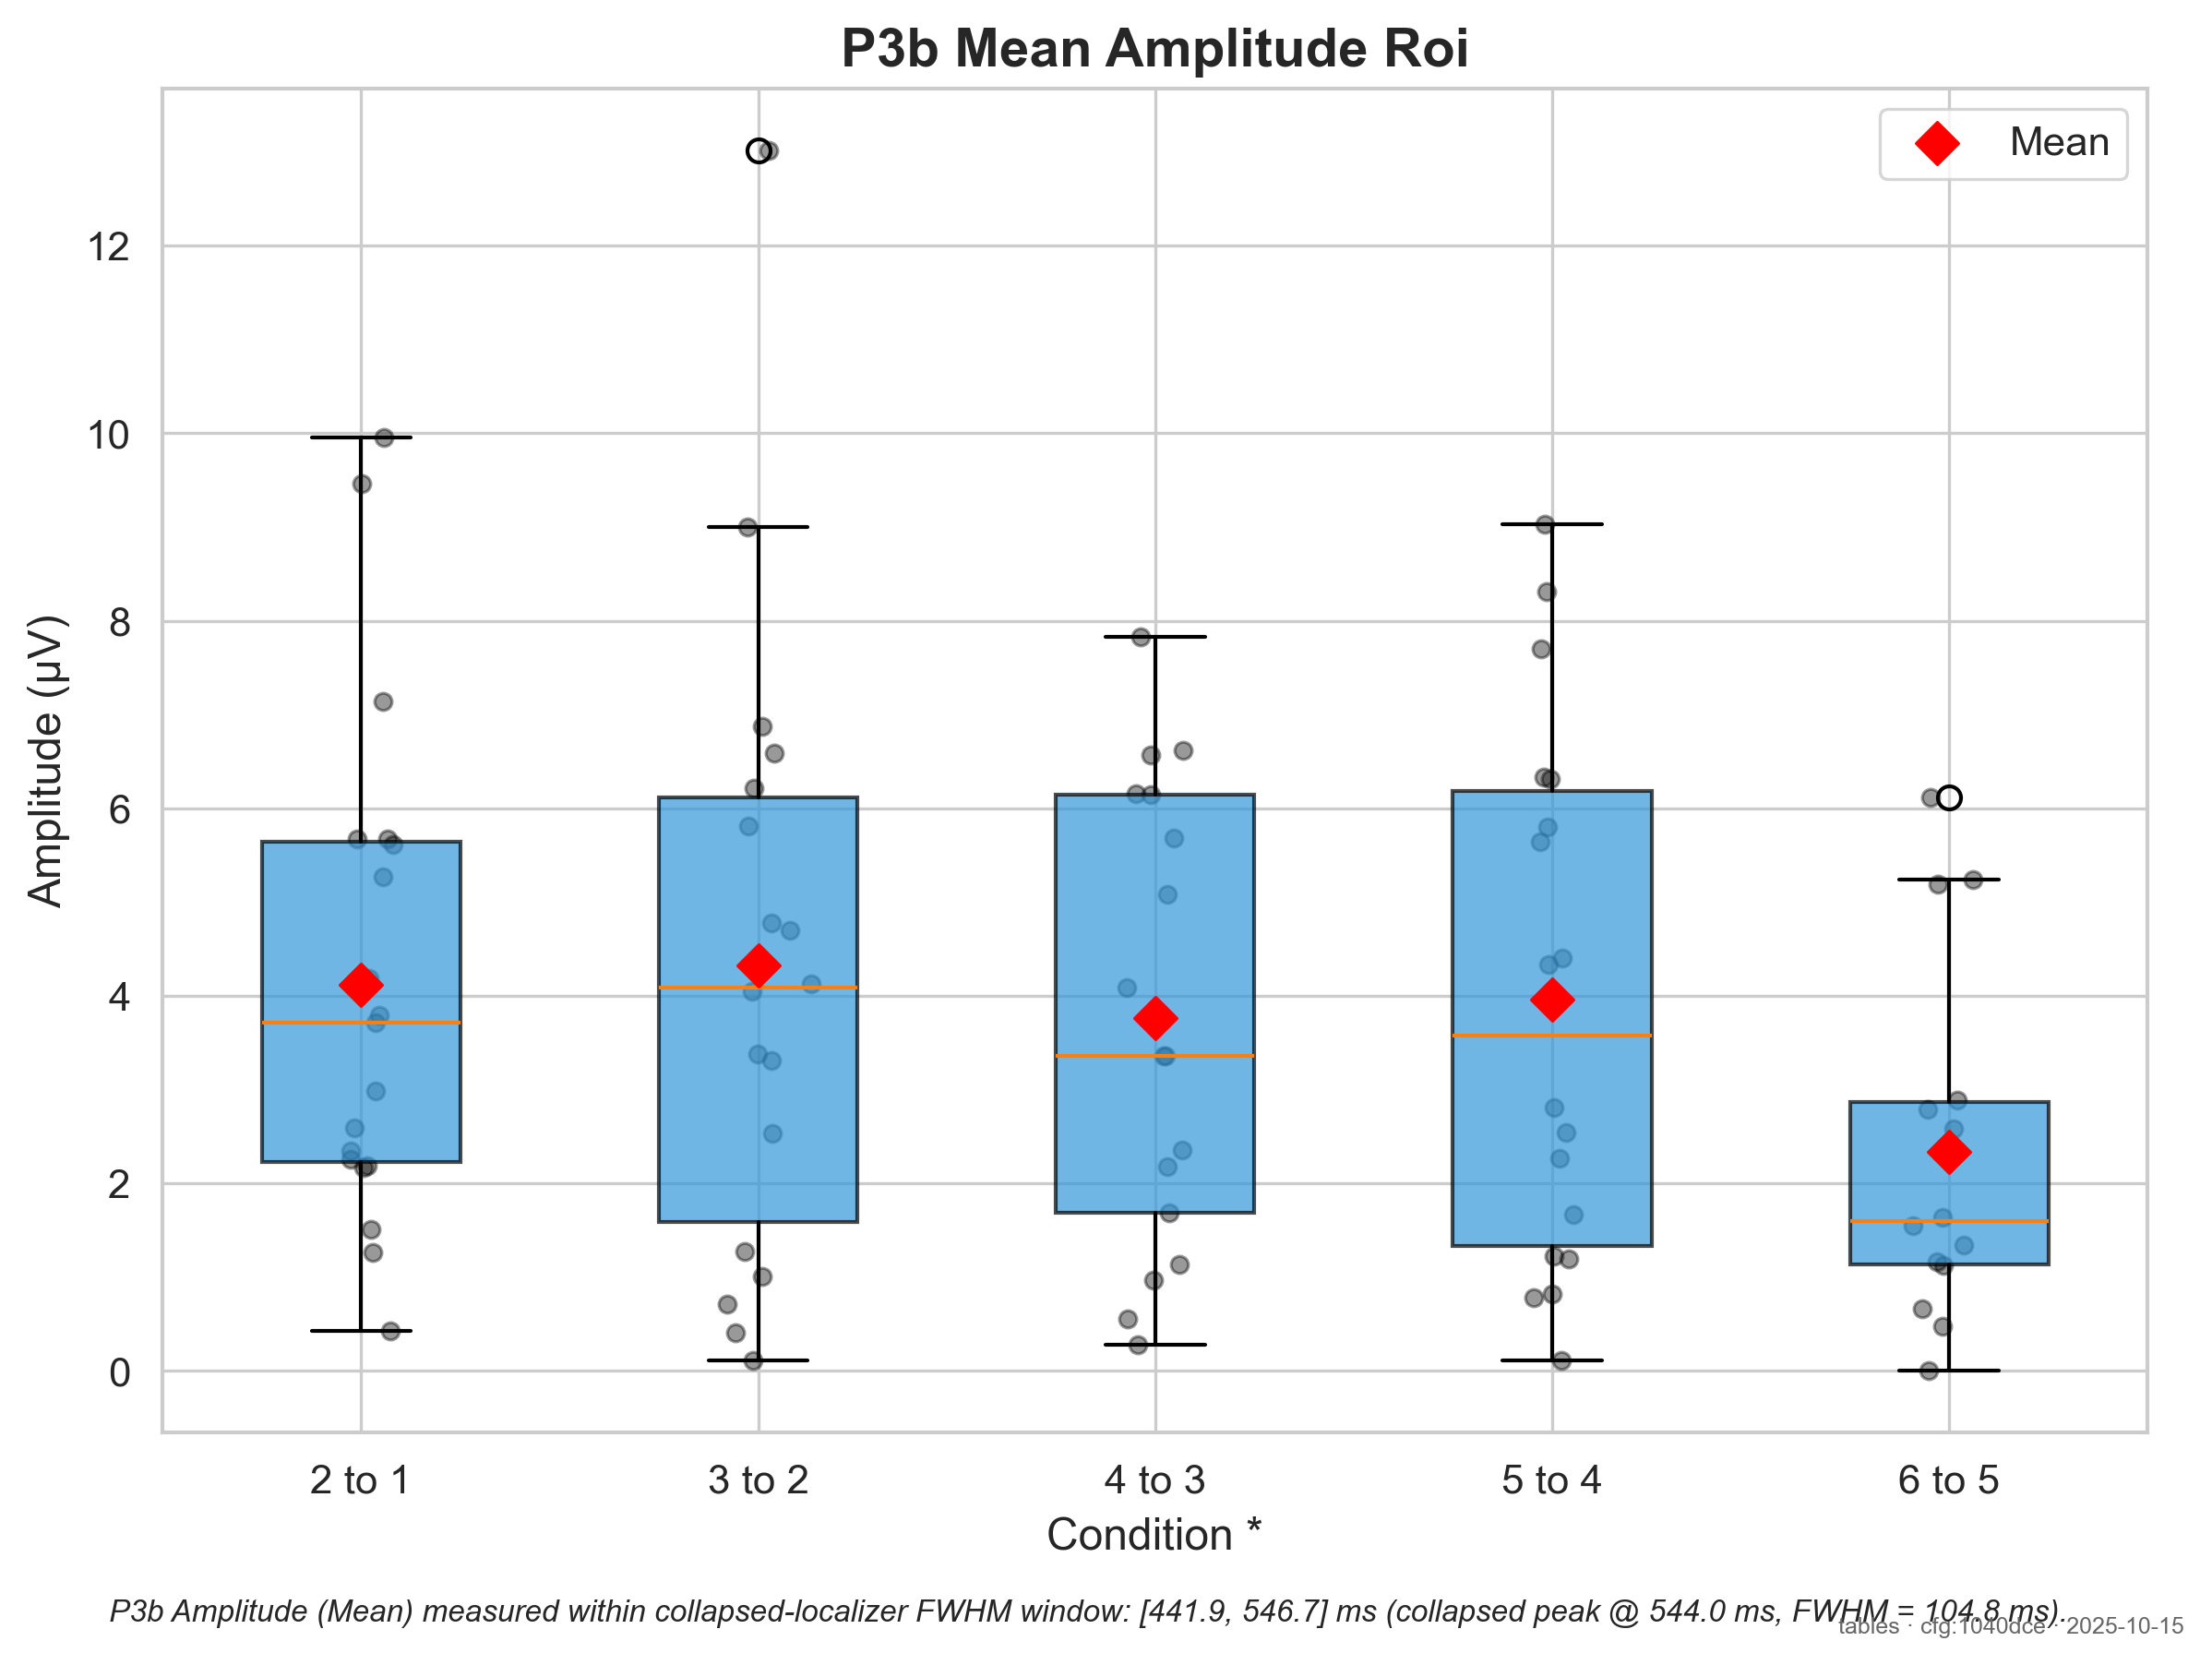 P3b Mean Amplitude Roi
Mean
Amplitude (μV)
12
10
8
6
4
2
0
2 to 1
3 to 2
4 to 3
5 to 4
6 to 5
Condition *
P3b Amplitude (Mean) measured within collapsed-localizer FWHM window: [441.9, 546.7] ms (collapsed peak @ 544.0 ms, FWHM = 104.8 ms).
tables · cfg:1040dce · 2025-10-15